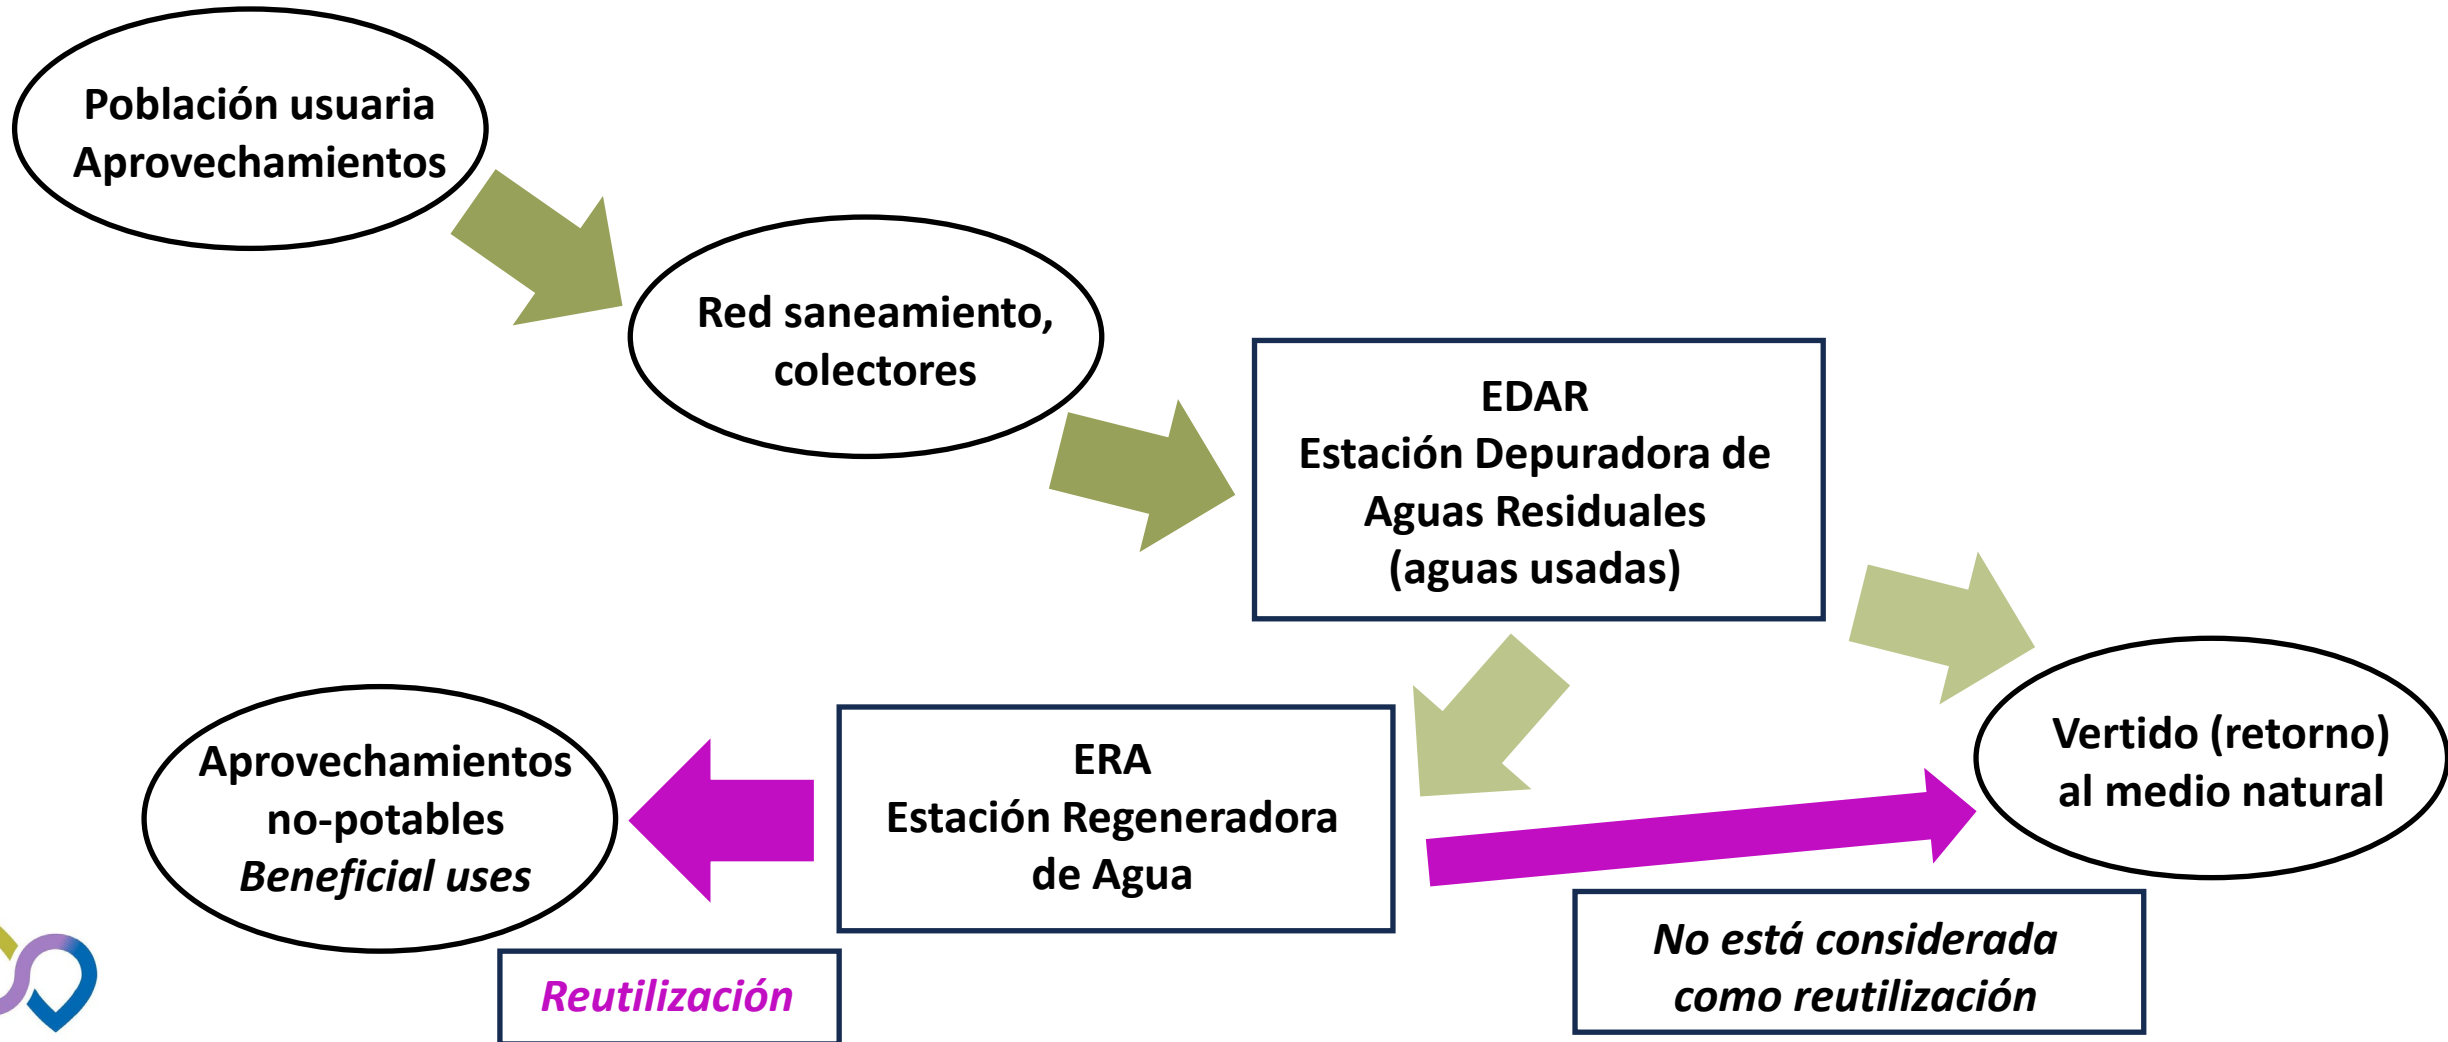 Población usuaria
Aprovechamientos
Red saneamiento,
colectores
EDAR
Estación Depuradora de
Aguas Residuales
(aguas usadas)
Vertido (retorno)
al medio natural
ERA
Estación Regeneradora
de Agua
Aprovechamientos
no-potables
Beneficial uses
Reutilización
No está considerada
como reutilización